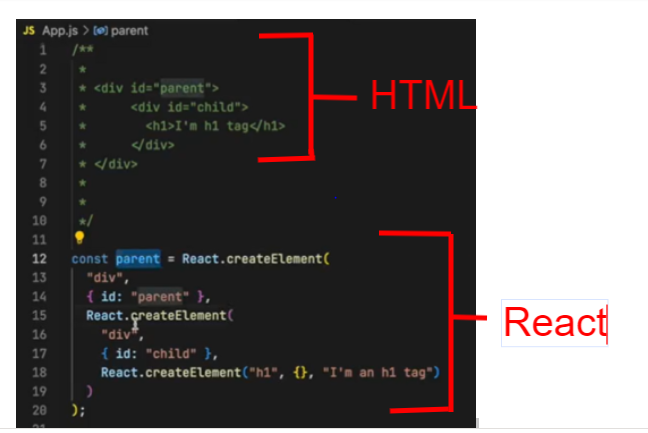 JS App.js > [ø] parent
1 /**
2 *
3 * <div id="parent">
4 * <div id="child">
5 * <h1>I'm h1 tag</h1>
6 * </div>
7 * </div>
8 *
9 *
10 */
11
12 const parent = React.createElement(
13 "div",
14 { id: "parent" },
15 React.createElement(
16 "div",
17 { id: "child" },
18 React.createElement("h1", {}, "I'm an h1 tag")
19 )
20 );
21
HTML
React